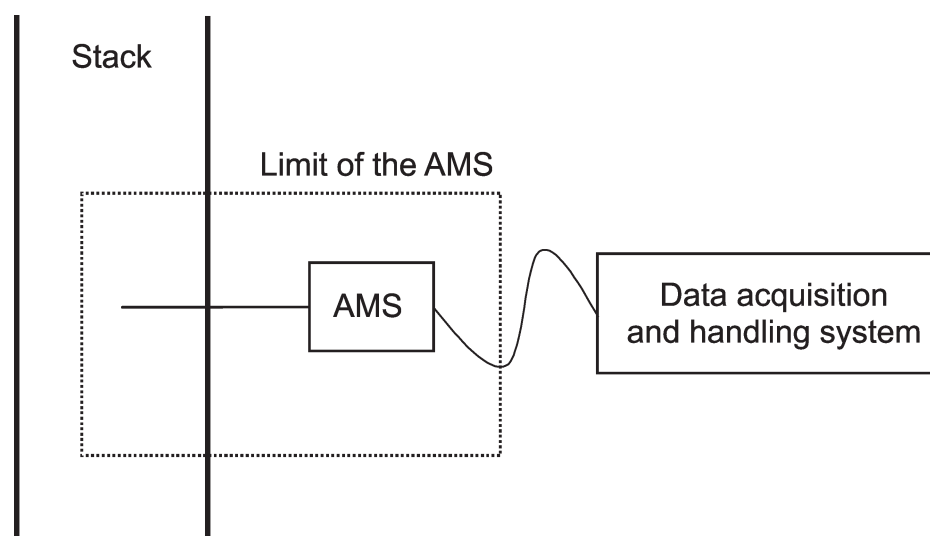 Stack
Limit of the AMS
AMS
Data acquisition
and handling system